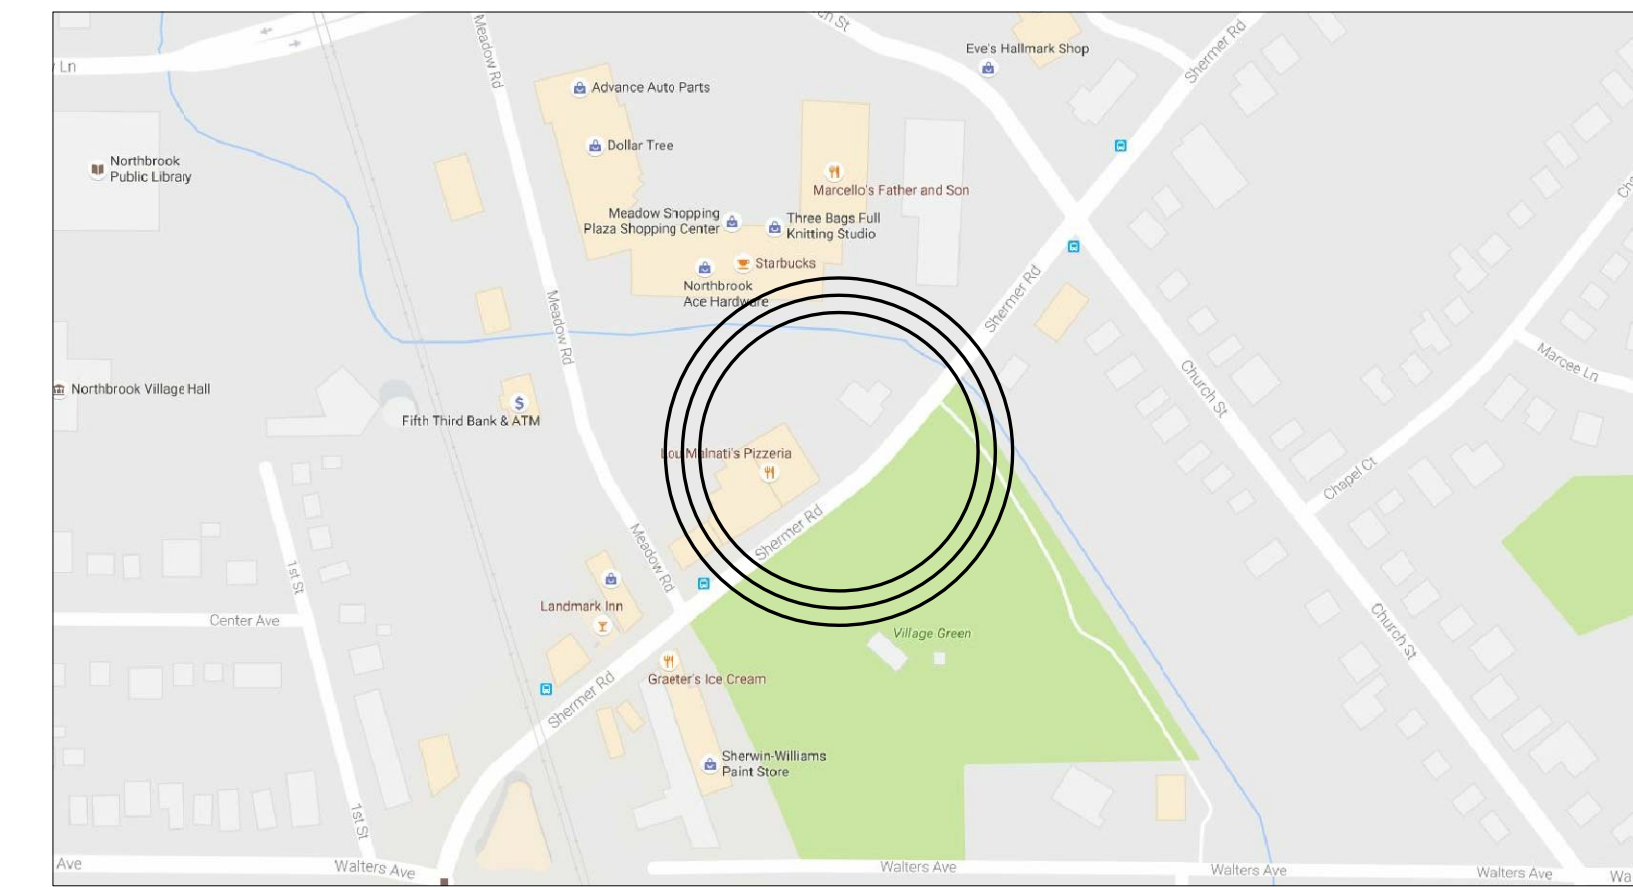 ch St
Shermer Rd
Meadow Rd
Eve's Hallmark Shop
Ln
Advance Auto Parts
Dollar Tree
Northbrook
Public Library
Marcello's Father and Son
Meadow Shopping
Plaza Shopping Center
Three Bags Full
Knitting Studio
Starbucks
Northbrook
Ace Hardware
Shermer Rd
Meadow Rd
Marcee Ln
Northbrook Village Hall
Church St
Fifth Third Bank & ATM
Lou Malnati's Pizzeria
Chapel Ct
Shermer Rd
Meadow Rd
1st St
Landmark Inn
Center Ave
Village Green
Church St
Graeter's Ice Cream
Shermer Rd
Sherwin-Williams
Paint Store
1st St
Ave
Walters Ave
Walters Ave
Walters Ave
Walters Ave
Wa